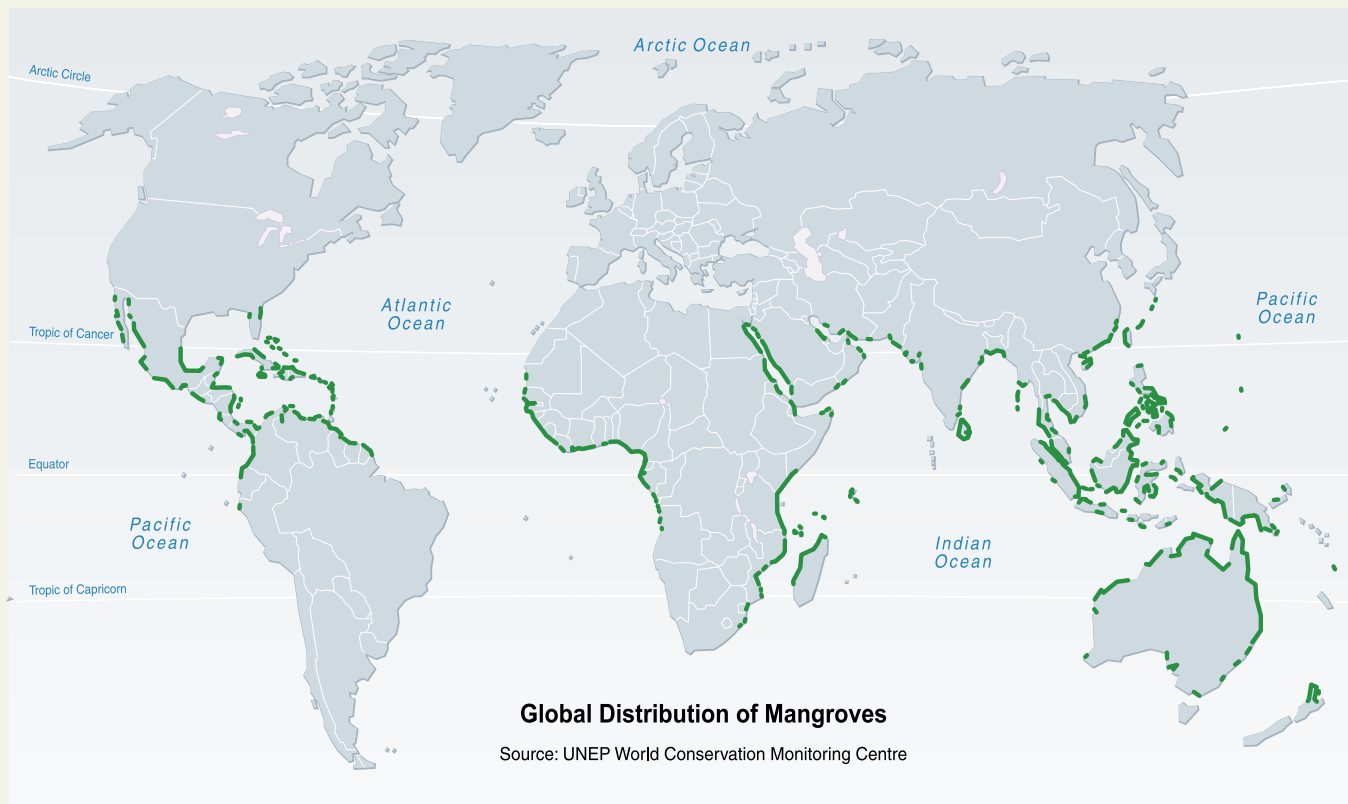 Arctic Ocean
Arctic Circle
Atlantic
Ocean
Pacific
Ocean
Tropic of Cancer
Equator
Pacific
Ocean
Indian
Ocean
Tropic of Capricorn
Global Distribution of Mangroves
Source: UNEP World Conservation Monitoring Centre